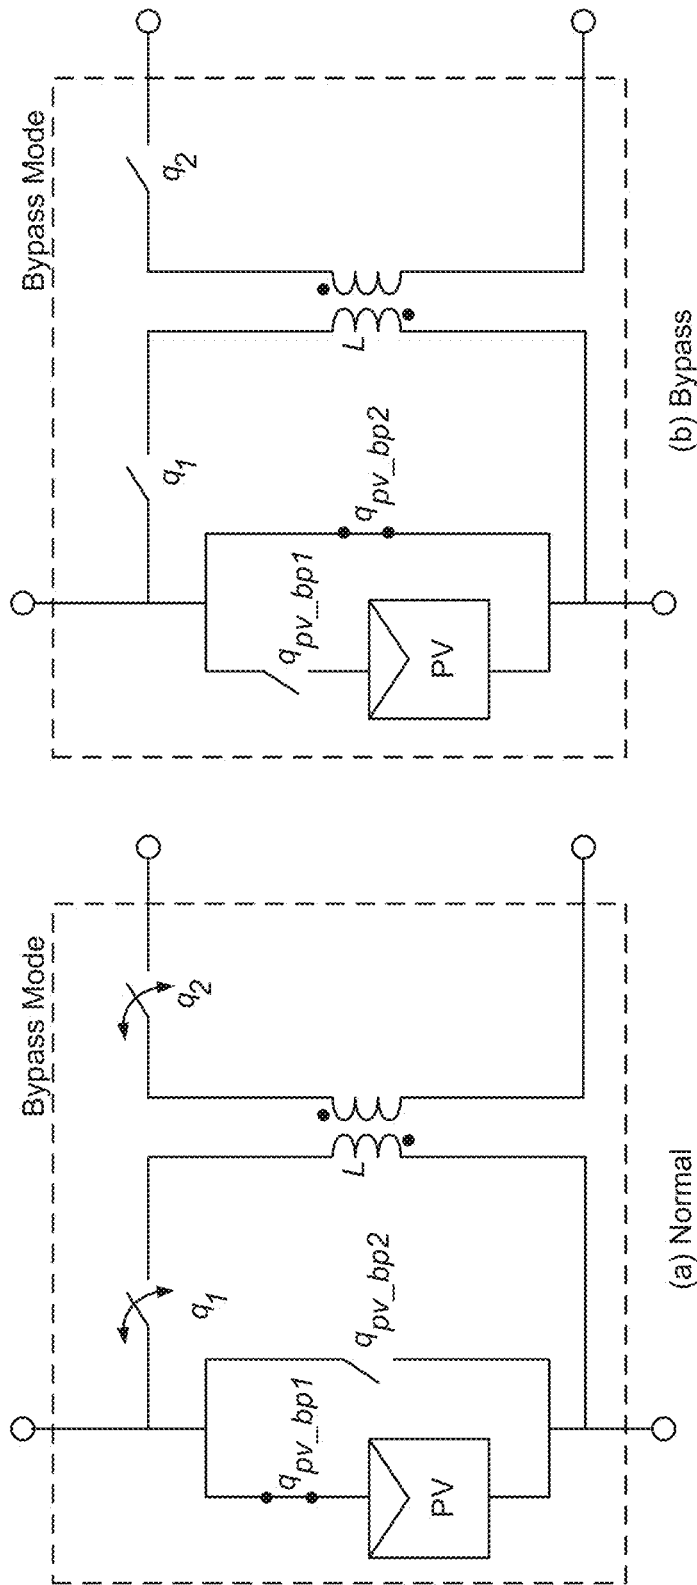 Bypass Mode
q1
q2
qpv_bp1
qpv_bp2
L
PV
(a) Normal
Bypass Mode
q1
q2
qpv_bp1
qpv_bp2
L
PV
(b) Bypass